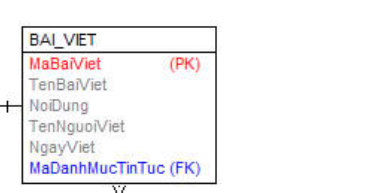 BAI_VIET
MaBaiViet (PK)
TenBaiViet
NoiDung
TenNguoiViet
NgayViet
MaDanhMucTinTuc (FK)